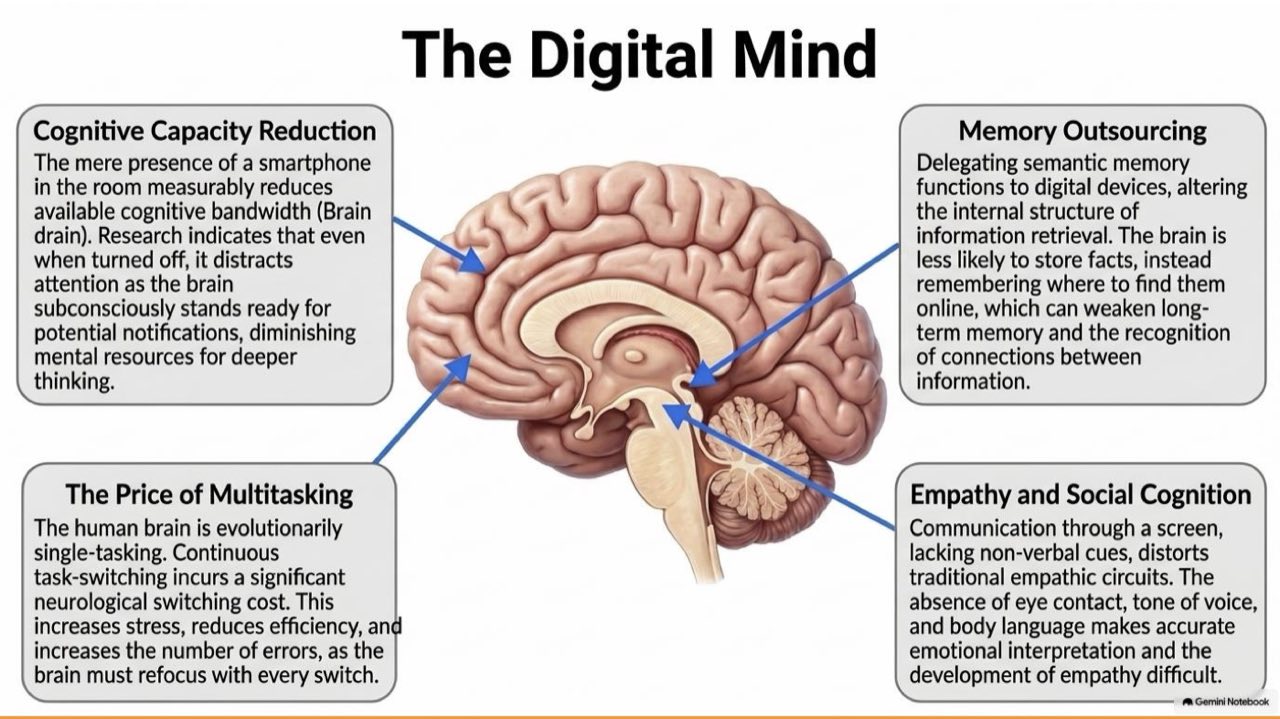 The Digital Mind
Cognitive Capacity Reduction
The mere presence of a smartphone
in the room measurably reduces
available cognitive bandwidth (Brain
drain). Research indicates that even
when turned off, it distracts
attention as the brain
subconsciously stands ready for
potential notifications, diminishing
mental resources for deeper
thinking.
Memory Outsourcing
Delegating semantic memory
functions to digital devices, altering
the internal structure of
information retrieval. The brain is
less likely to store facts, instead
remembering where to find them
online, which can weaken long-
term memory and the recognition
of connections between
information.
The Price of Multitasking
The human brain is evolutionarily
single-tasking. Continuous
task-switching incurs a significant
neurological switching cost. This
increases stress, reduces efficiency, and
increases the number of errors, as the
brain must refocus with every switch.
Empathy and Social Cognition
Communication through a screen,
lacking non-verbal cues, distorts
traditional empathic circuits. The
absence of eye contact, tone of voice,
and body language makes accurate
emotional interpretation and the
development of empathy difficult.
Gemini Notebook